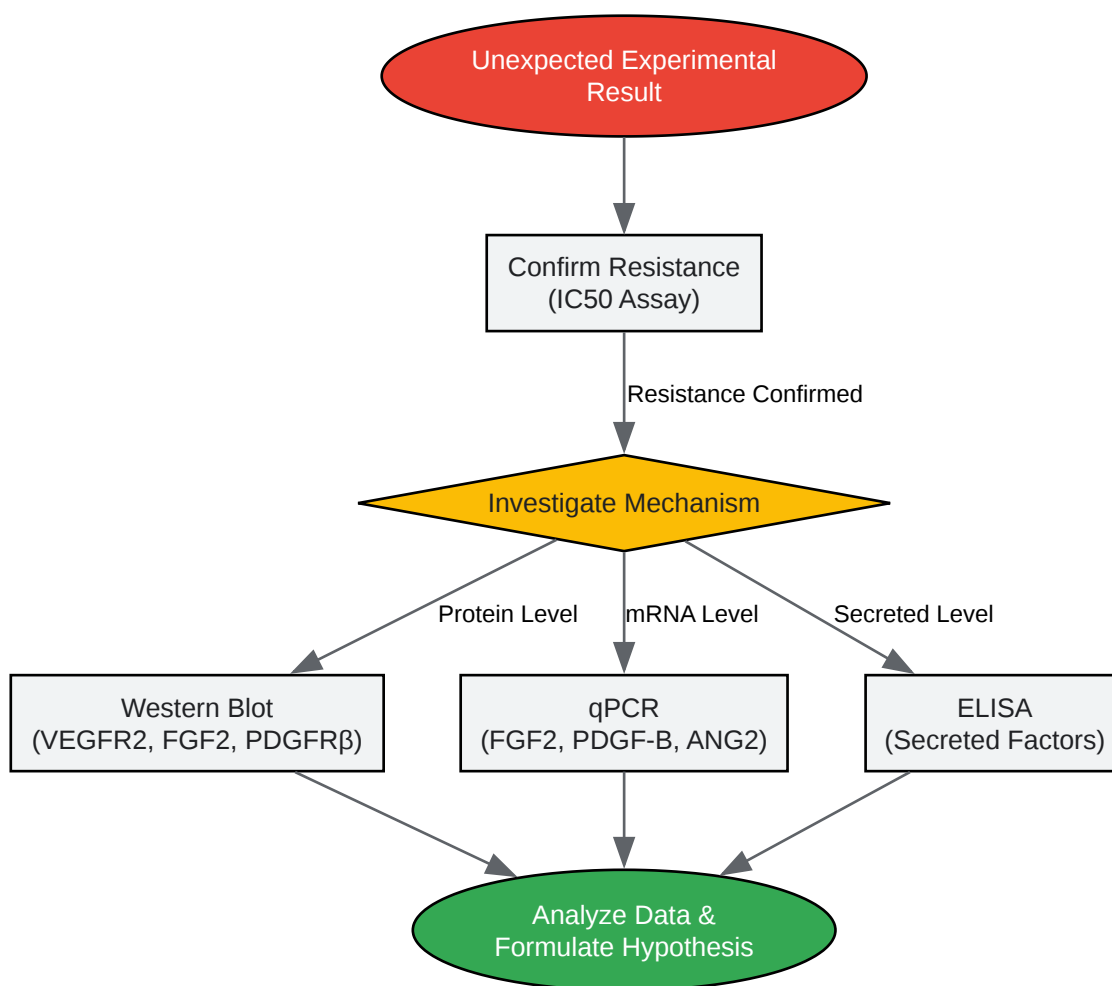 Unexpected Experimental
Result
Confirm Resistance
(IC50 Assay)
Resistance Confirmed
Investigate Mechanism
Protein Level
mRNA Level
Secreted Level
Western Blot
(VEGFR2, FGF2, PDGFRβ)
qPCR
(FGF2, PDGF-B, ANG2)
ELISA
(Secreted Factors)
Analyze Data &
Formulate Hypothesis